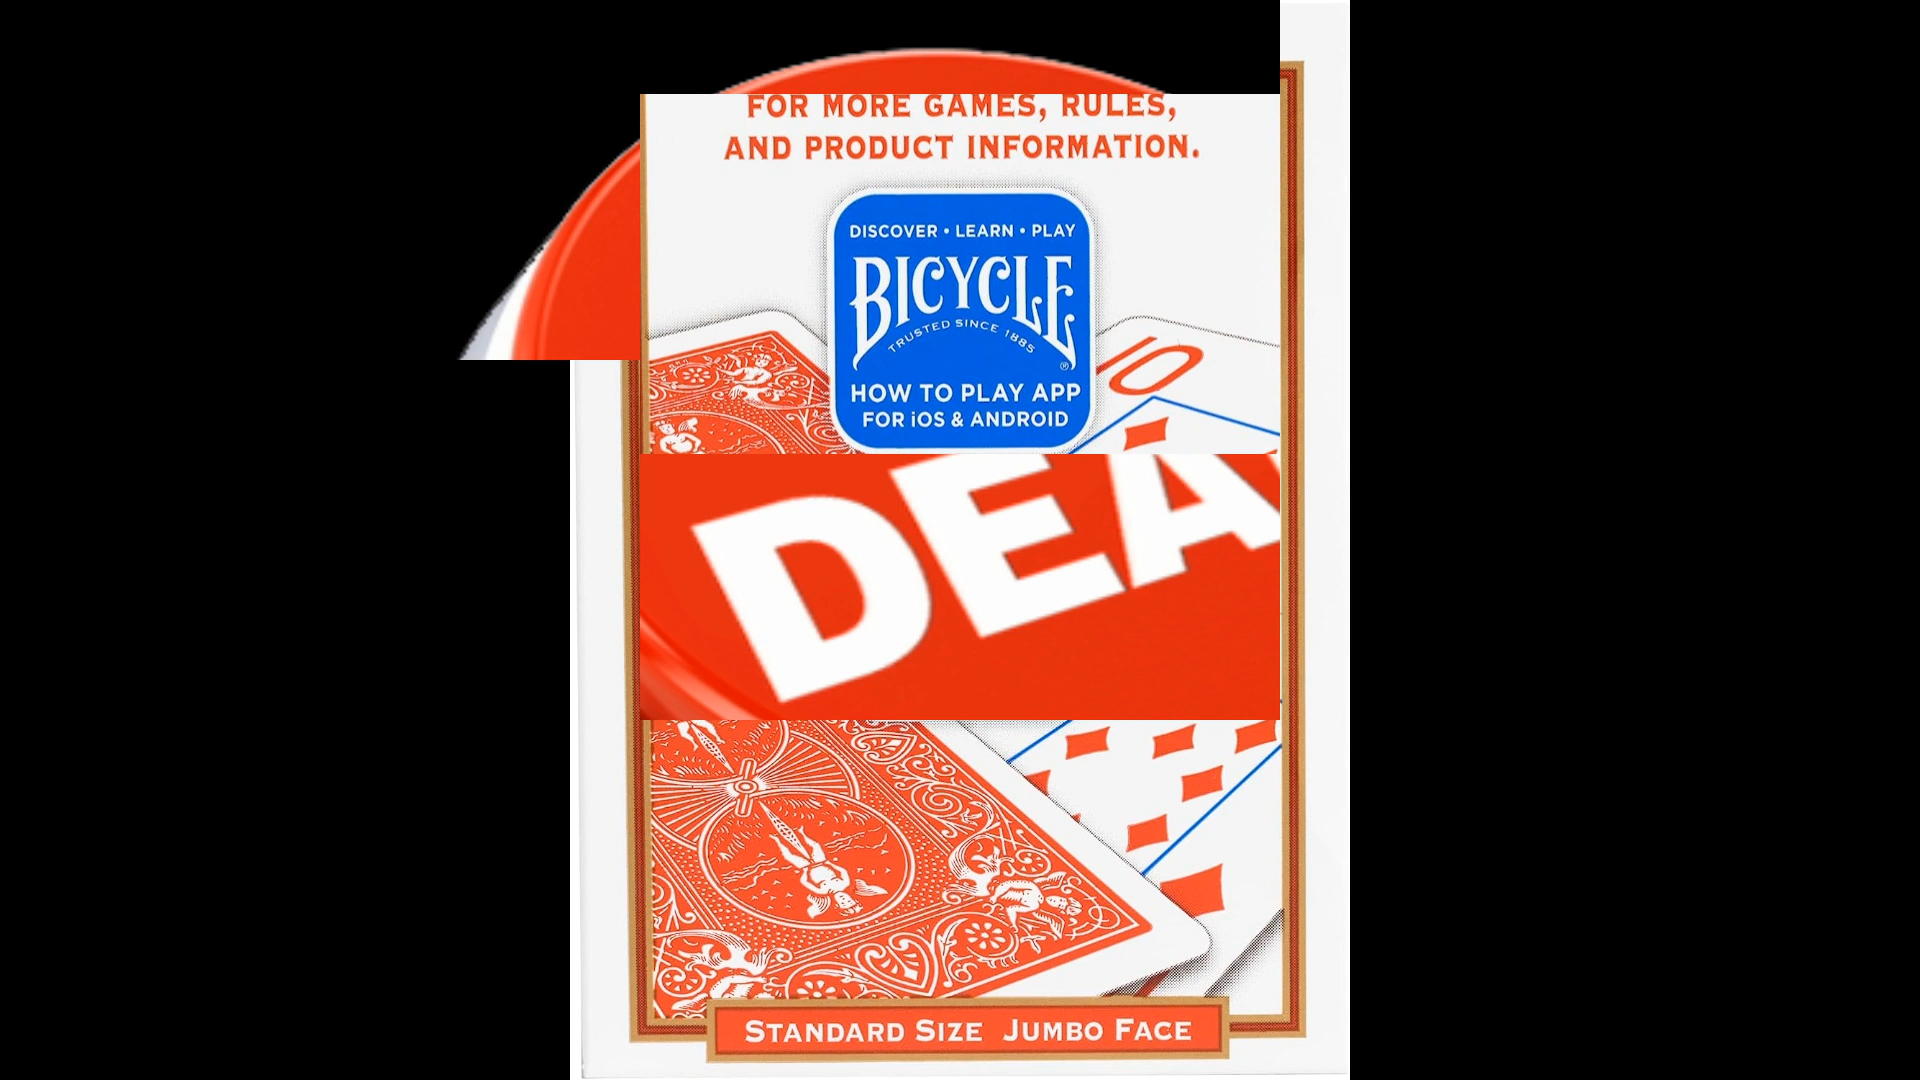 FOR MORE GAMES, RULES,
AND PRODUCT INFORMATION.
DISCOVER • LEARN • PLAY
BICYCLE
TRUSTED SINCE 1885
®
HOW TO PLAY APP
FOR iOS & ANDROID
10
DEA
STANDARD SIZE JUMBO FACE